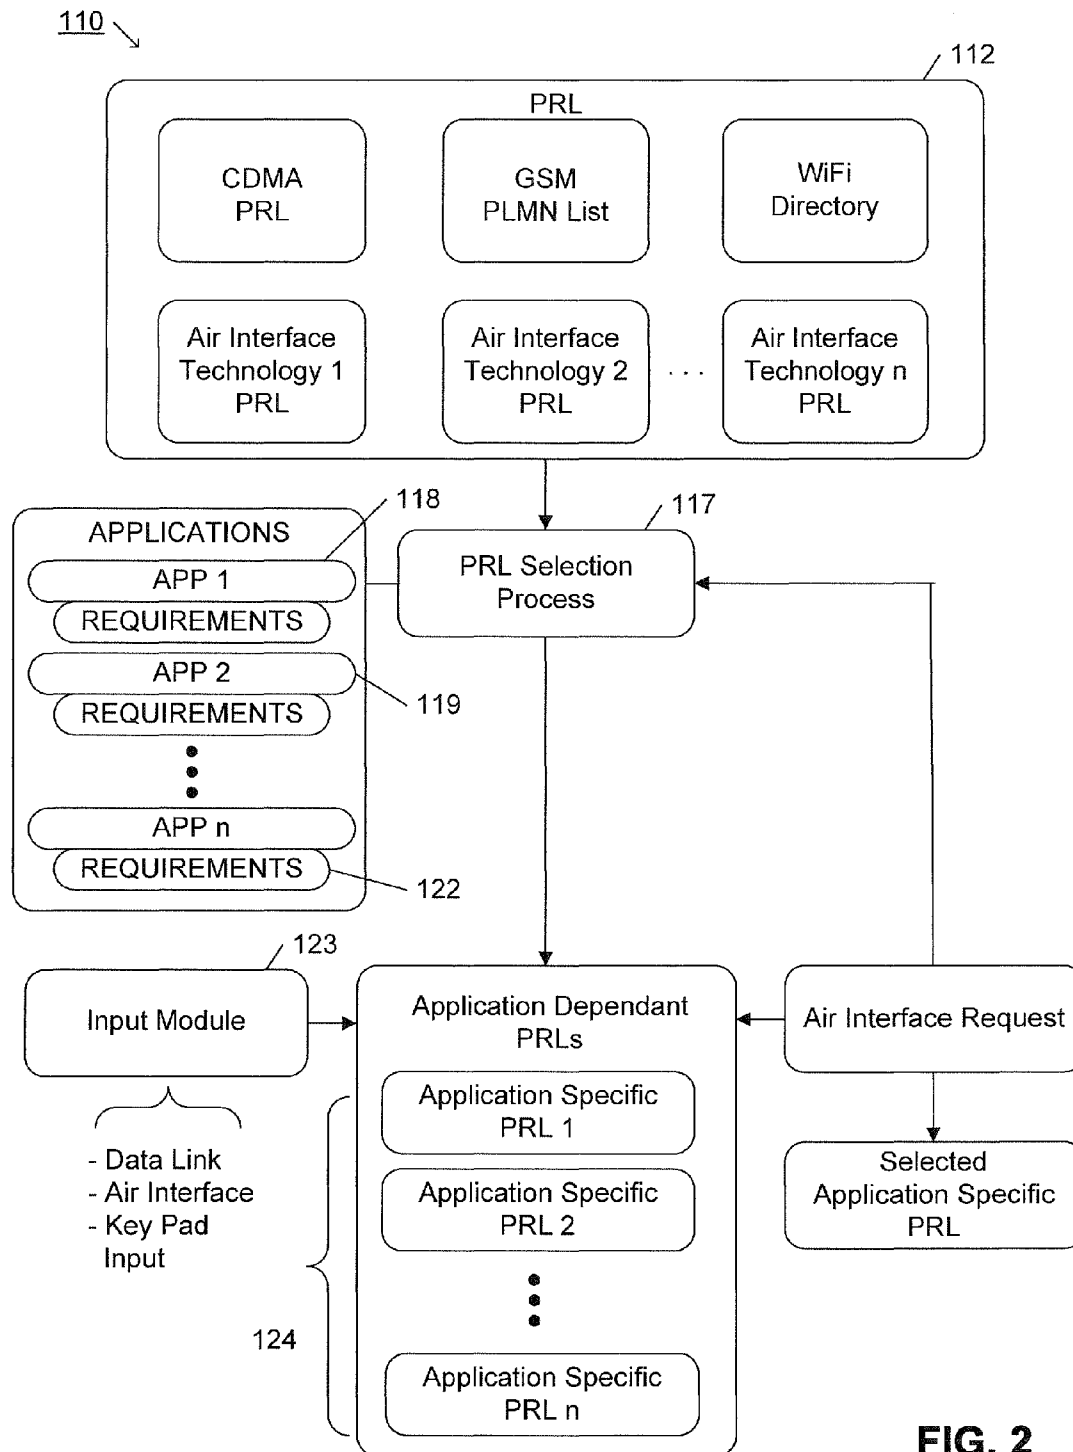 110
112
PRL
CDMA
PRL
GSM
PLMN List
WiFi
Directory
Air Interface
Technology 1
PRL
Air Interface
Technology 2
PRL
. . .
Air Interface
Technology n
PRL
118
117
APPLICATIONS
APP 1
REQUIREMENTS
APP 2
REQUIREMENTS
119
APP n
REQUIREMENTS
122
PRL Selection
Process
123
Input Module
- Data Link
- Air Interface
- Key Pad
Input
Application Dependant
PRLs
Application Specific
PRL 1
Application Specific
PRL 2
Application Specific
PRL n
124
Air Interface Request
Selected
Application Specific
PRL
FIG. 2